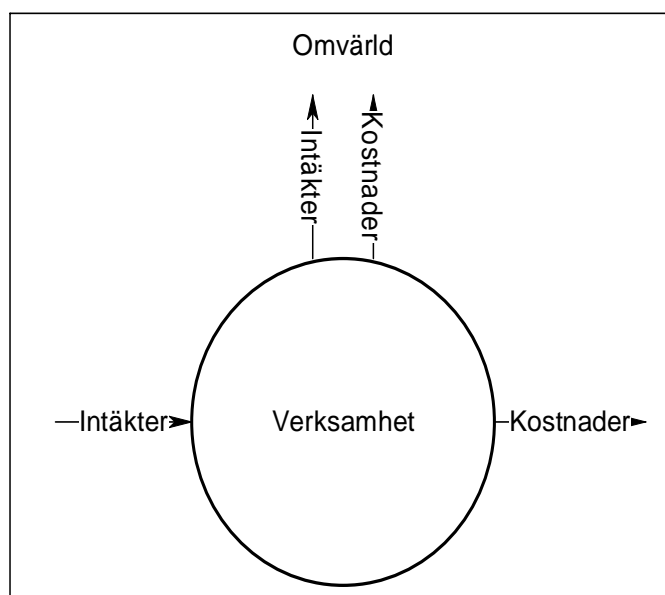 Omvärld
Intäkter
Kostnader
Intäkter
Verksamhet
Kostnader